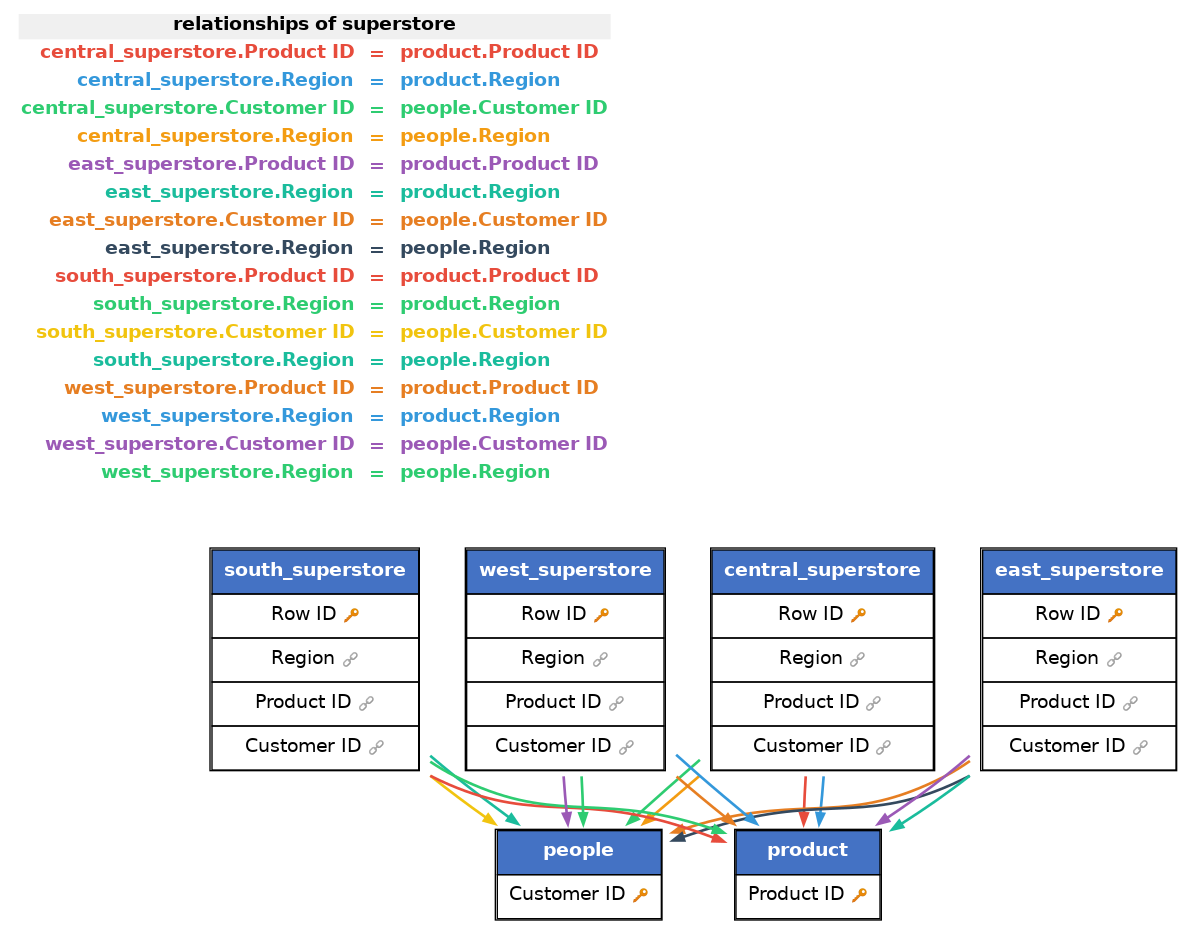 relationships of superstore
central_superstore.Product ID = product.Product ID
central_superstore.Region = product.Region
central_superstore.Customer ID = people.Customer ID
central_superstore.Region = people.Region
east_superstore.Product ID = product.Product ID
east_superstore.Region = product.Region
east_superstore.Customer ID = people.Customer ID
east_superstore.Region = people.Region
south_superstore.Product ID = product.Product ID
south_superstore.Region = product.Region
south_superstore.Customer ID = people.Customer ID
south_superstore.Region = people.Region
west_superstore.Product ID = product.Product ID
west_superstore.Region = product.Region
west_superstore.Customer ID = people.Customer ID
west_superstore.Region = people.Region
south_superstore
Row ID
Region
Product ID
Customer ID
west_superstore
Row ID
Region
Product ID
Customer ID
central_superstore
Row ID
Region
Product ID
Customer ID
east_superstore
Row ID
Region
Product ID
Customer ID
people
Customer ID
product
Product ID